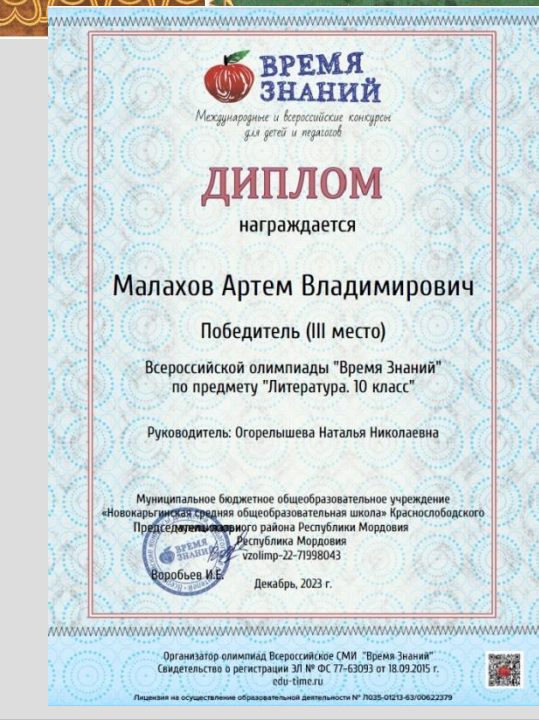 ВРЕМЯ
ЗНАНИЙ
Международные и всероссийские конкурсы
для детей и педагогов
ДИПЛОМ
награждается
Малахов Артем Владимирович
Победитель (III место)
Всероссийской олимпиады "Время Знаний"
по предмету "Литература. 10 класс"
Руководитель: Огорелышева Наталья Николаевна
Муниципальное бюджетное общеобразовательное учреждение
«Новокарьгинская средняя общеобразовательная школа» Краснослободского
муниципального района Республики Мордовия
Председатель жюри
Республика Мордовия
vzolimp-22-71998043
ВРЕМЯ
ЗНАНИЙ
Воробьев И.Е.
Декабрь, 2023 г.
Организатор олимпиад Всероссийское СМИ "Время Знаний"
Свидетельство о регистрации ЭЛ № ФС 77-63093 от 18.09.2015 г.
edu-time.ru
Лицензия на осуществление образовательной деятельности № Л035-01213-63/00622379